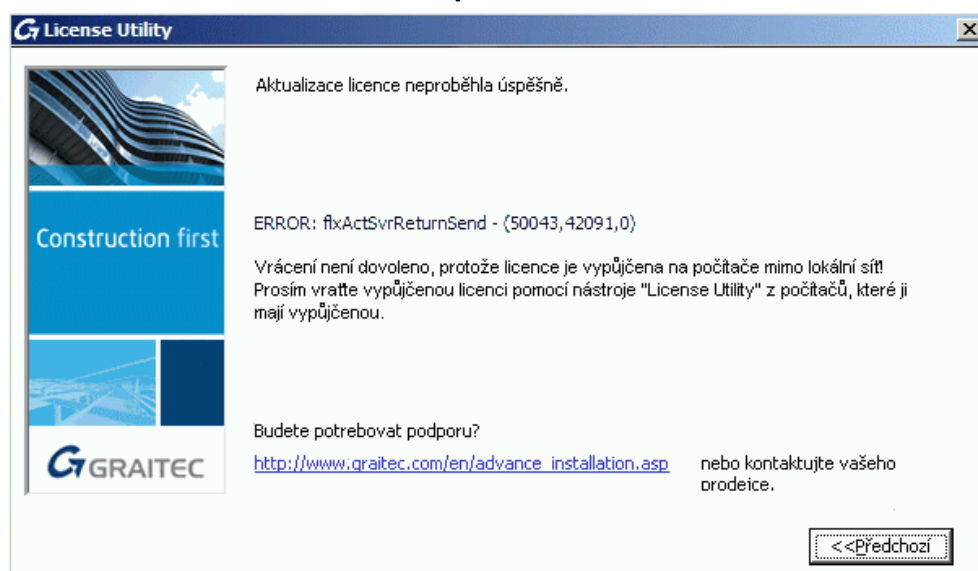 License Utility
Aktualizace licence neproběhla úspěšně.
Construction first
ERROR: flxActSvrReturnSend - (50043,42091,0)
Vrácení není dovoleno, protože licence je vypůjčena na počítače mimo lokální síť!
Prosím vraťte vypůjčenou licenci pomocí nástroje "License Utility" z počítačů, které ji
mají vypůjčenou.
Budete potrebovat podporu?
GRAITEC
http://www.graitec.com/en/advance_installation.asp nebo kontaktujte vašeho
prodejce.
<<Předchozí